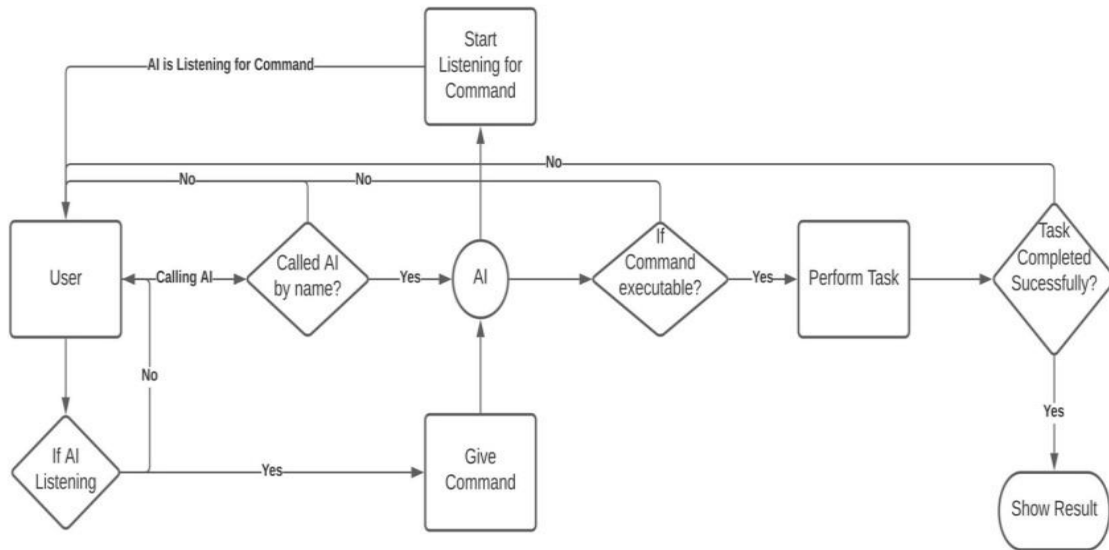 Start
Listening for
Command
AI is Listening for Command
No
No
No
User
Calling AI
Called AI
by name?
Yes
AI
If
Command
executable?
Yes
Perform Task
Task
Completed
Sucessfully?
No
Yes
If AI
Listening
Yes
Give
Command
Show Result